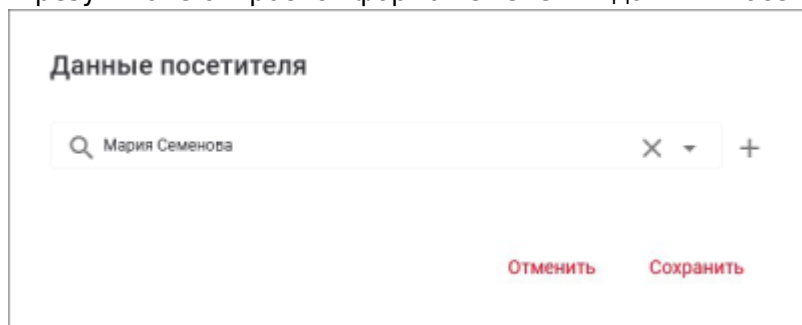 Данные посетителя
Мария Семенова
Отменить Сохранить